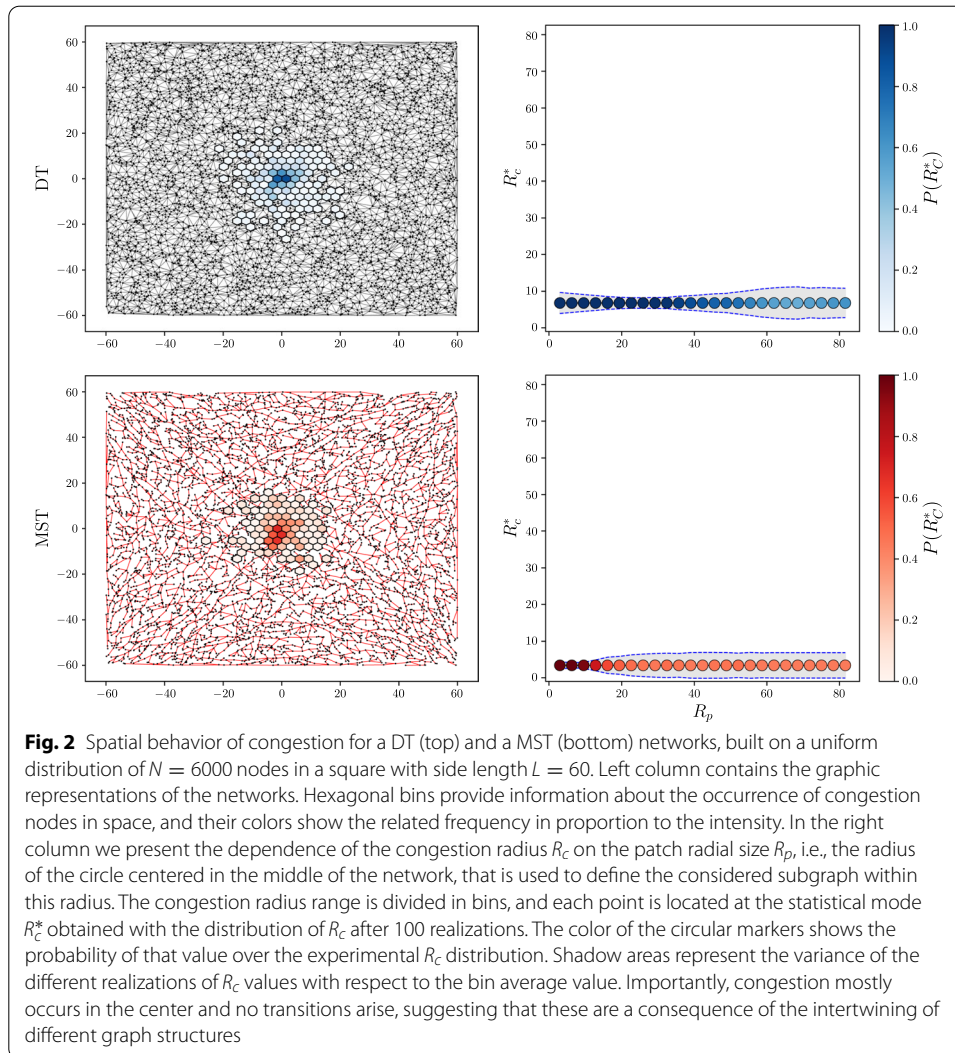 60
40
20
0
−20
−40
−60
DT
−60 −40 −20 0 20 40 60
80
70
60
50
40
30
20
10
0
R_c^*
0 20 40 60 80
1.0
0.8
0.6
0.4
0.2
0.0
P(R_C^*)
60
40
20
0
−20
−40
−60
MST
−60 −40 −20 0 20 40 60
80
70
60
50
40
30
20
10
0
R_c^*
0 20 40 60 80
R_p
1.0
0.8
0.6
0.4
0.2
0.0
P(R_C^*)
Fig. 2 Spatial behavior of congestion for a DT (top) and a MST (bottom) networks, built on a uniform
distribution of N = 6000 nodes in a square with side length L = 60. Left column contains the graphic
representations of the networks. Hexagonal bins provide information about the occurrence of congestion
nodes in space, and their colors show the related frequency in proportion to the intensity. In the right
column we present the dependence of the congestion radius R_c on the patch radial size R_p, i.e., the radius
of the circle centered in the middle of the network, that is used to define the considered subgraph within
this radius. The congestion radius range is divided in bins, and each point is located at the statistical mode
R_c^* obtained with the distribution of R_c after 100 realizations. The color of the circular markers shows the
probability of that value over the experimental R_c distribution. Shadow areas represent the variance of the
different realizations of R_c values with respect to the bin average value. Importantly, congestion mostly
occurs in the center and no transitions arise, suggesting that these are a consequence of the intertwining of
different graph structures